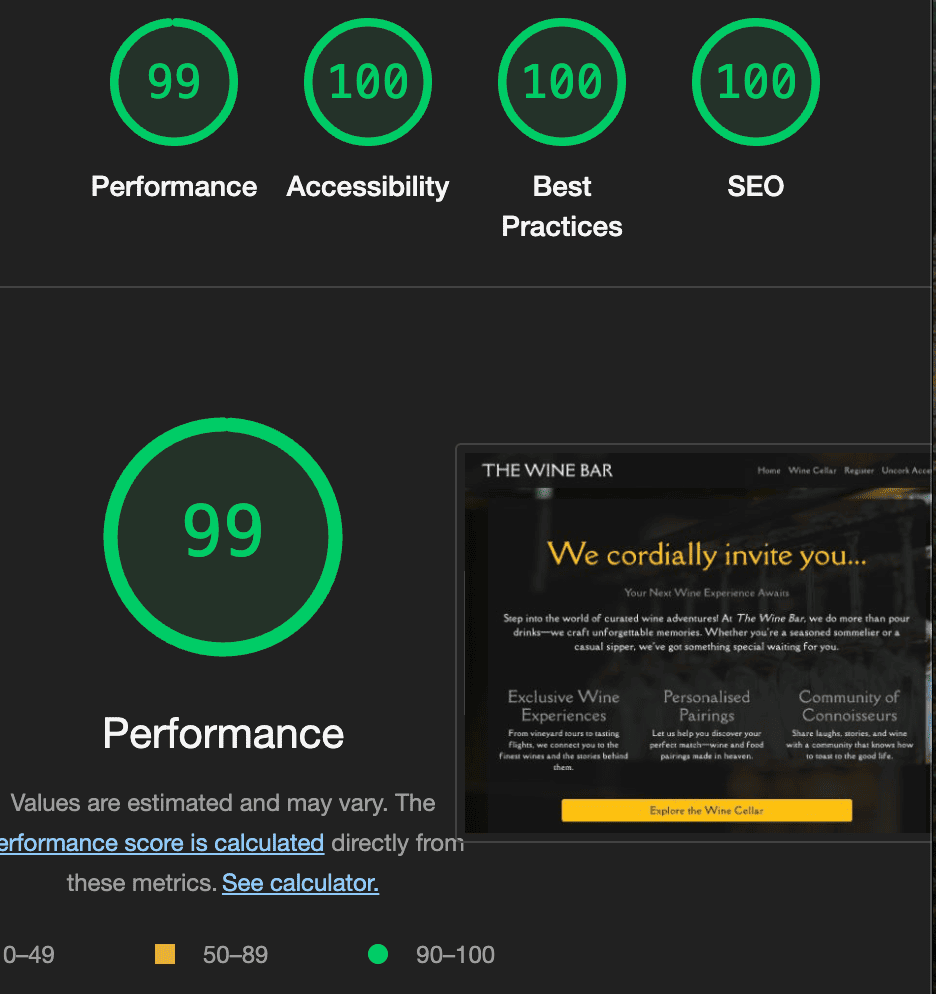 99
100
100
100
Performance
Accessibility
Best
Practices
SEO
99
Performance
Values are estimated and may vary. The
erformance score is calculated directly from
these metrics. See calculator.
0–49
50–89
90–100
THE WINE BAR
Home Wine Cellar Register Uncork Acce
We cordially invite you...
Your Next Wine Experience Awaits
Step into the world of curated wine adventures! At The Wine Bar, we do more than pour
drinks—we craft unforgettable memories. Whether you're a seasoned sommelier or a
casual sipper, we've got something special waiting for you.
Exclusive Wine
Experiences
From vineyard tours to tasting
flights, we connect you to the
finest wines and the stories behind
them.
Personalised
Pairings
Let us help you discover your
perfect match—wine and food
pairings made in heaven.
Community of
Connoisseurs
Share laughs, stories, and wine
with a community that knows how
to toast to the good life.
Explore the Wine Cellar